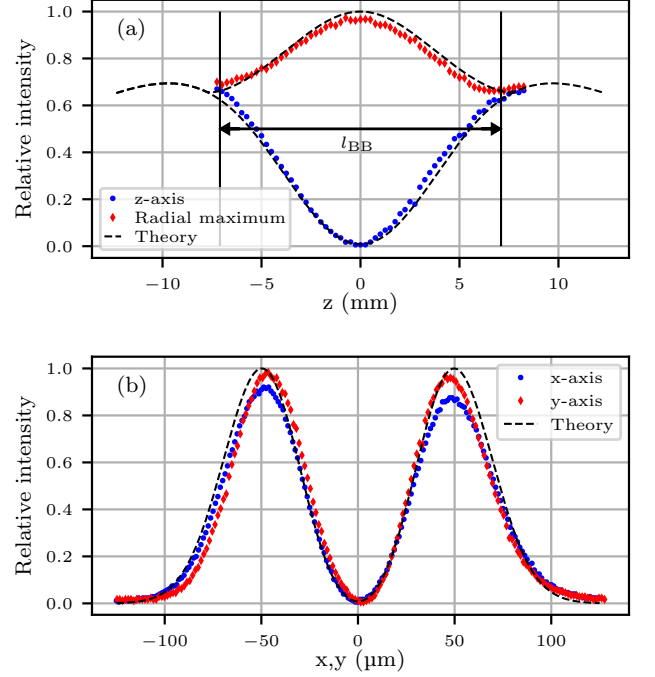 (a)
1.0
0.8
0.6
0.4
0.2
0.0
Relative intensity
l_BB
z-axis
Radial maximum
Theory
−10
−5
0
5
10
z (mm)
(b)
1.0
0.8
0.6
0.4
0.2
0.0
Relative intensity
x-axis
y-axis
Theory
−100
−50
0
50
100
x,y (µm)